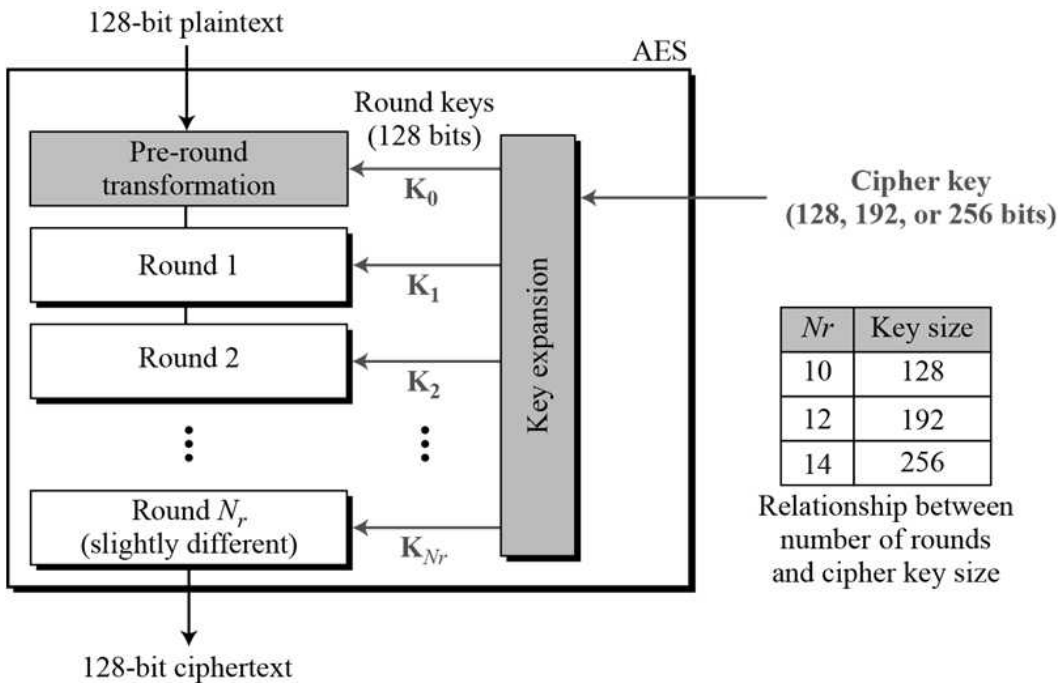 128-bit plaintext
AES
Round keys
(128 bits)
Pre-round
transformation
K0
Cipher key
(128, 192, or 256 bits)
Round 1
K1
Round 2
K2
Key expansion
Nr Key size
10 128
12 192
14 256
Relationship between
number of rounds
and cipher key size
Round Nr
(slightly different)
KNr
128-bit ciphertext